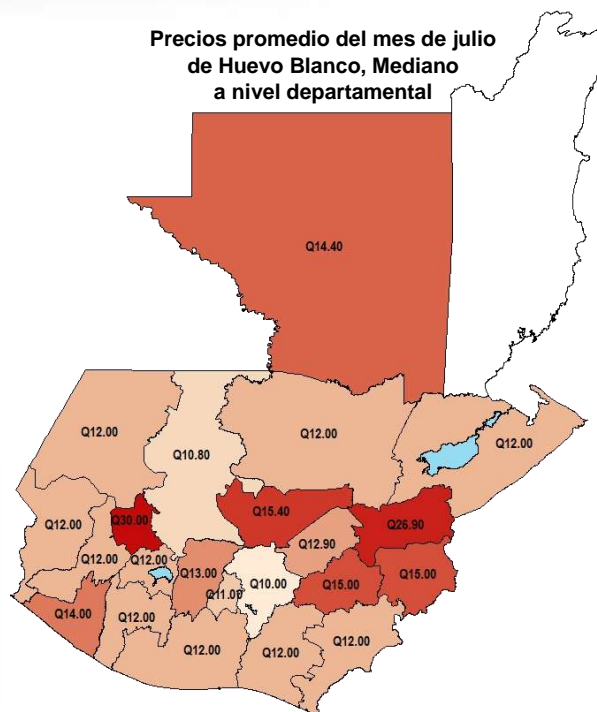 Precios promedio del mes de julio
de Huevo Blanco, Mediano
a nivel departamental
Q14.40
Q12.00
Q12.00
Q12.00
Q10.80
Q15.40
Q26.90
Q30.00
Q12.00
Q12.90
Q12.00
Q12.00
Q13.00
Q11.00
Q10.00
Q15.00
Q15.00
Q14.00
Q12.00
Q12.00
Q12.00
Q12.00